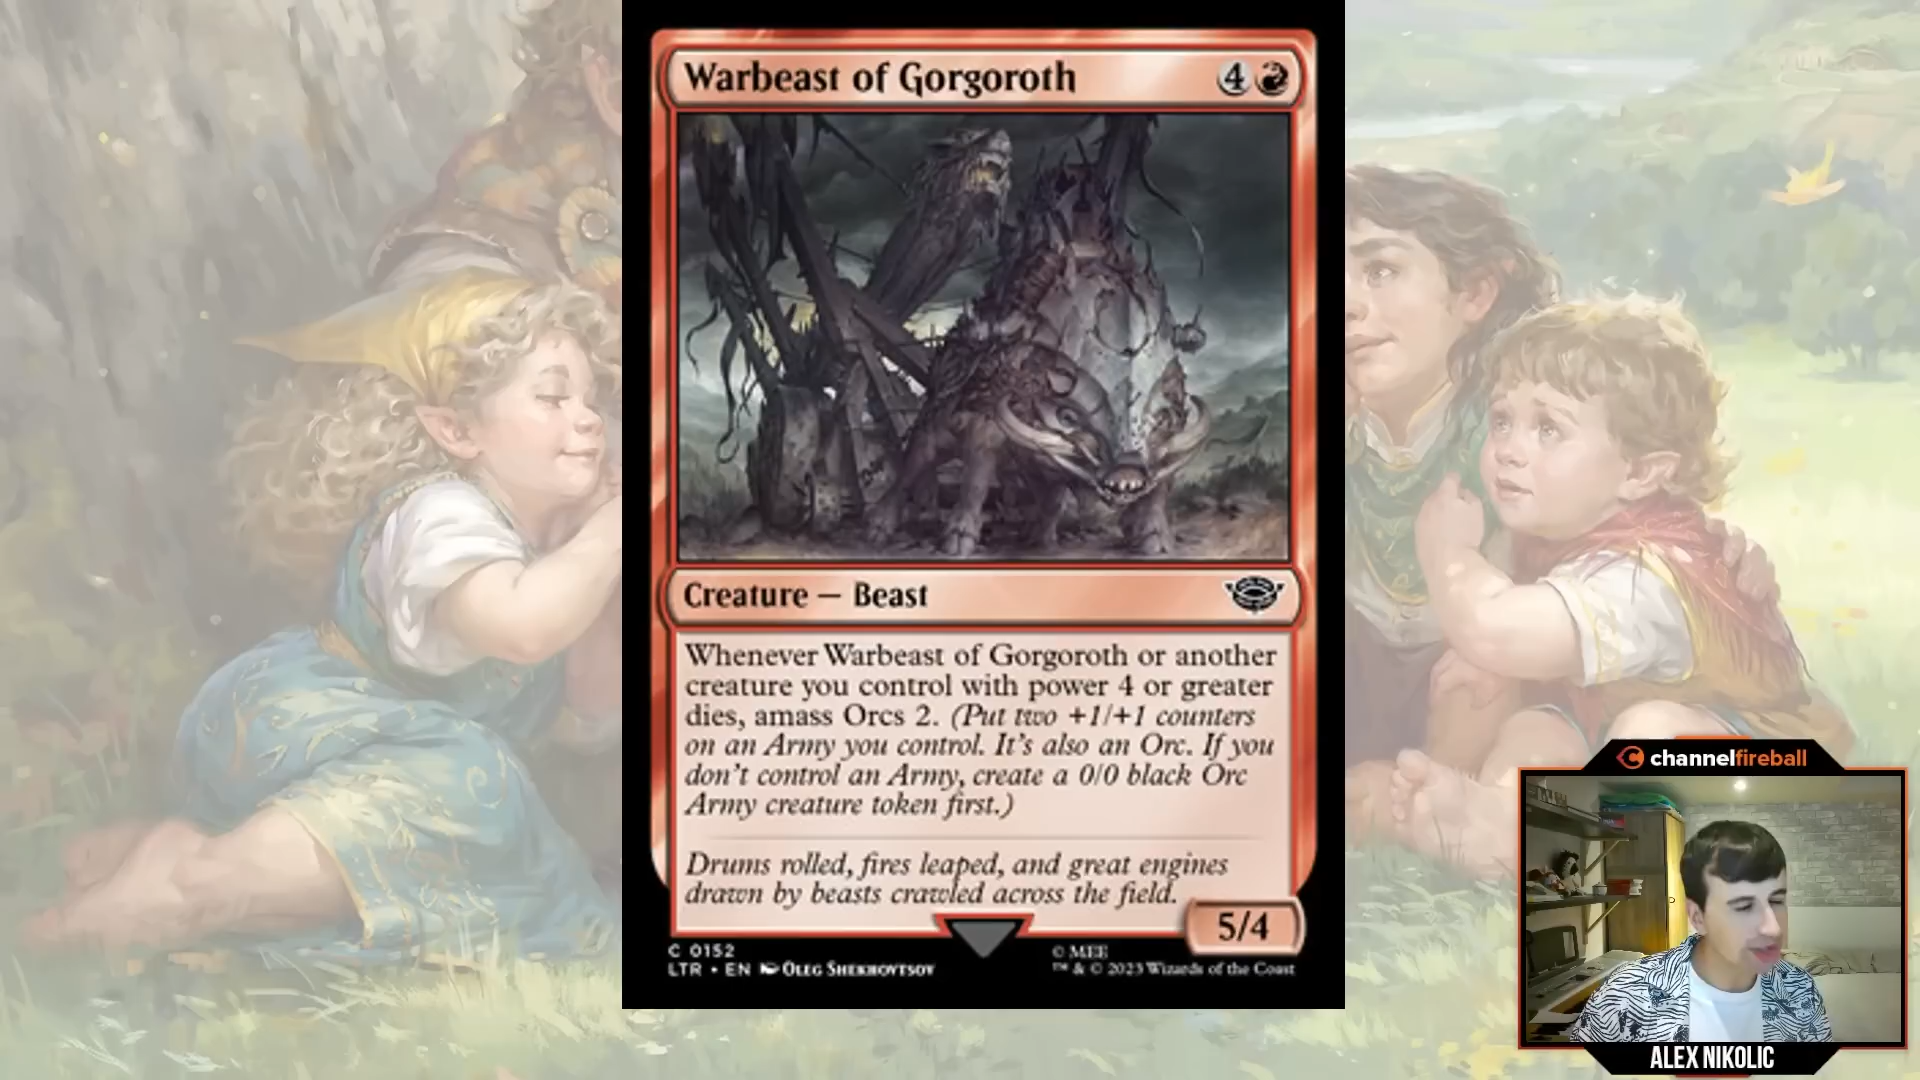 Warbeast of Gorgoroth 4
Creature — Beast
Whenever Warbeast of Gorgoroth or another
creature you control with power 4 or greater
dies, amass Orcs 2. (Put two +1/+1 counters
on an Army you control. It's also an Orc. If you
don't control an Army, create a 0/0 black Orc
Army creature token first.)
Drums rolled, fires leaped, and great engines
drawn by beasts crawled across the field.
5/4
C 0152
LTR • EN Oleg Shekhovtsov
© MEE
™ & © 2023 Wizards of the Coast
channelfireball
ALEX NIKOLIC